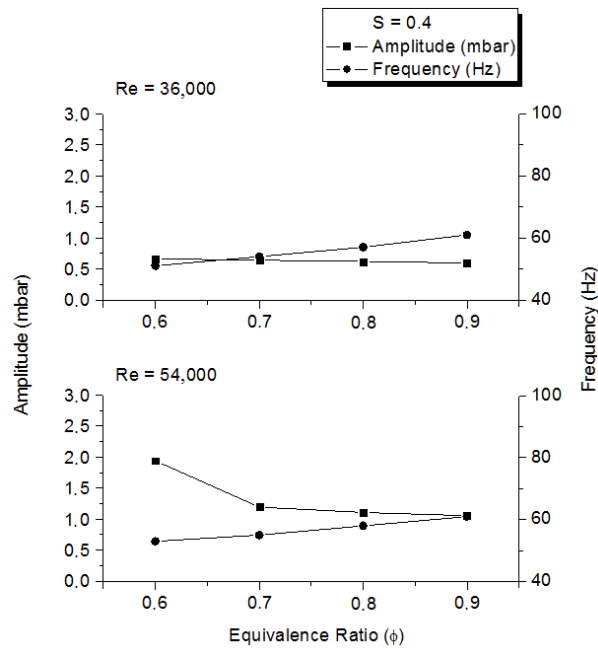 S = 0.4
Amplitude (mbar)
Frequency (Hz)
Re = 36,000
3.0
2.5
2.0
1.5
1.0
0.5
0.0
100
80
60
40
0.6 0.7 0.8 0.9
Amplitude (mbar)
Frequency (Hz)
Re = 54,000
3.0
2.5
2.0
1.5
1.0
0.5
0.0
100
80
60
40
0.6 0.7 0.8 0.9
Equivalence Ratio (ϕ)